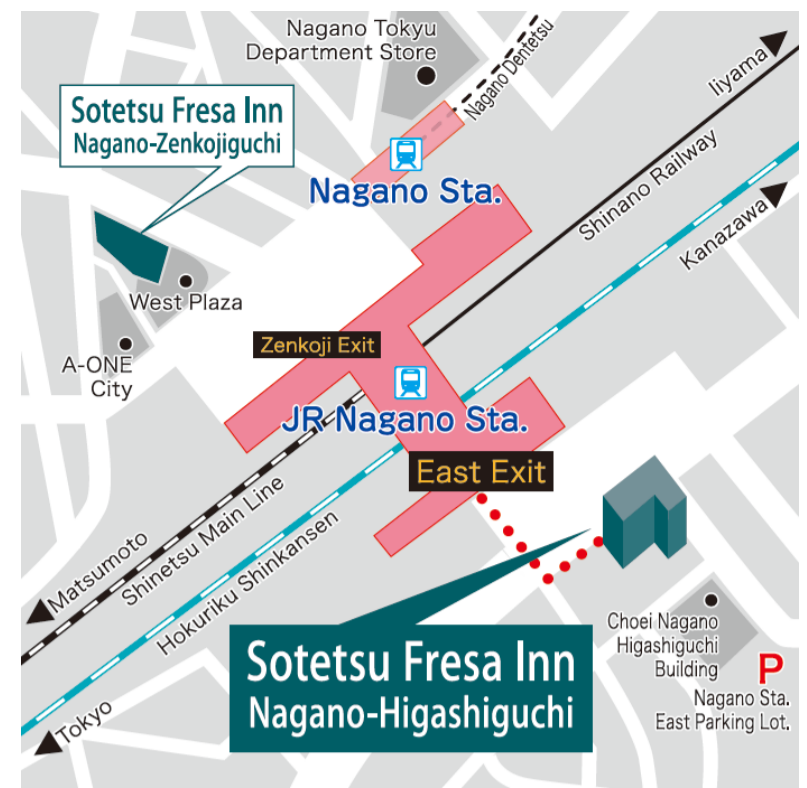 Nagano Tokyu
Department Store
Nagano Dentetsu
Iiyama
Sotetsu Fresa Inn
Nagano-Zenkojiguchi
Nagano Sta.
Shinano Railway
Kanazawa
West Plaza
A-ONE
City
Zenkoji Exit
JR Nagano Sta.
East Exit
Matsumoto
Shinetsu Main Line
Hokuriku Shinkansen
Tokyo
Sotetsu Fresa Inn
Nagano-Higashiguchi
Choei Nagano
Higashiguchi
Building
P
Nagano Sta.
East Parking Lot.